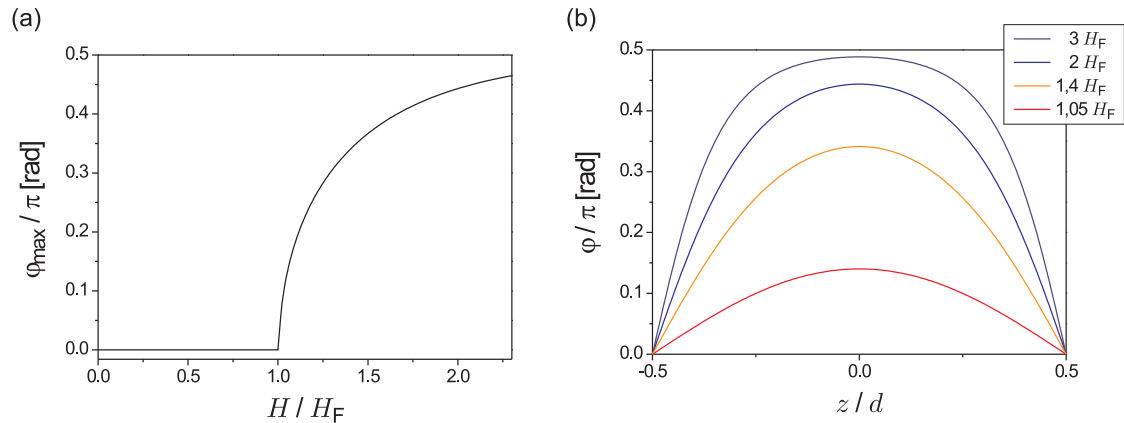 (a)
0.5
0.4
0.3
0.2
0.1
0.0
φmax / π [rad]
0.0 0.5 1.0 1.5 2.0
H / HF
(b)
3 HF
2 HF
1,4 HF
1,05 HF
0.5
0.4
0.3
0.2
0.1
0.0
φ / π [rad]
-0.5 0.0 0.5
z / d